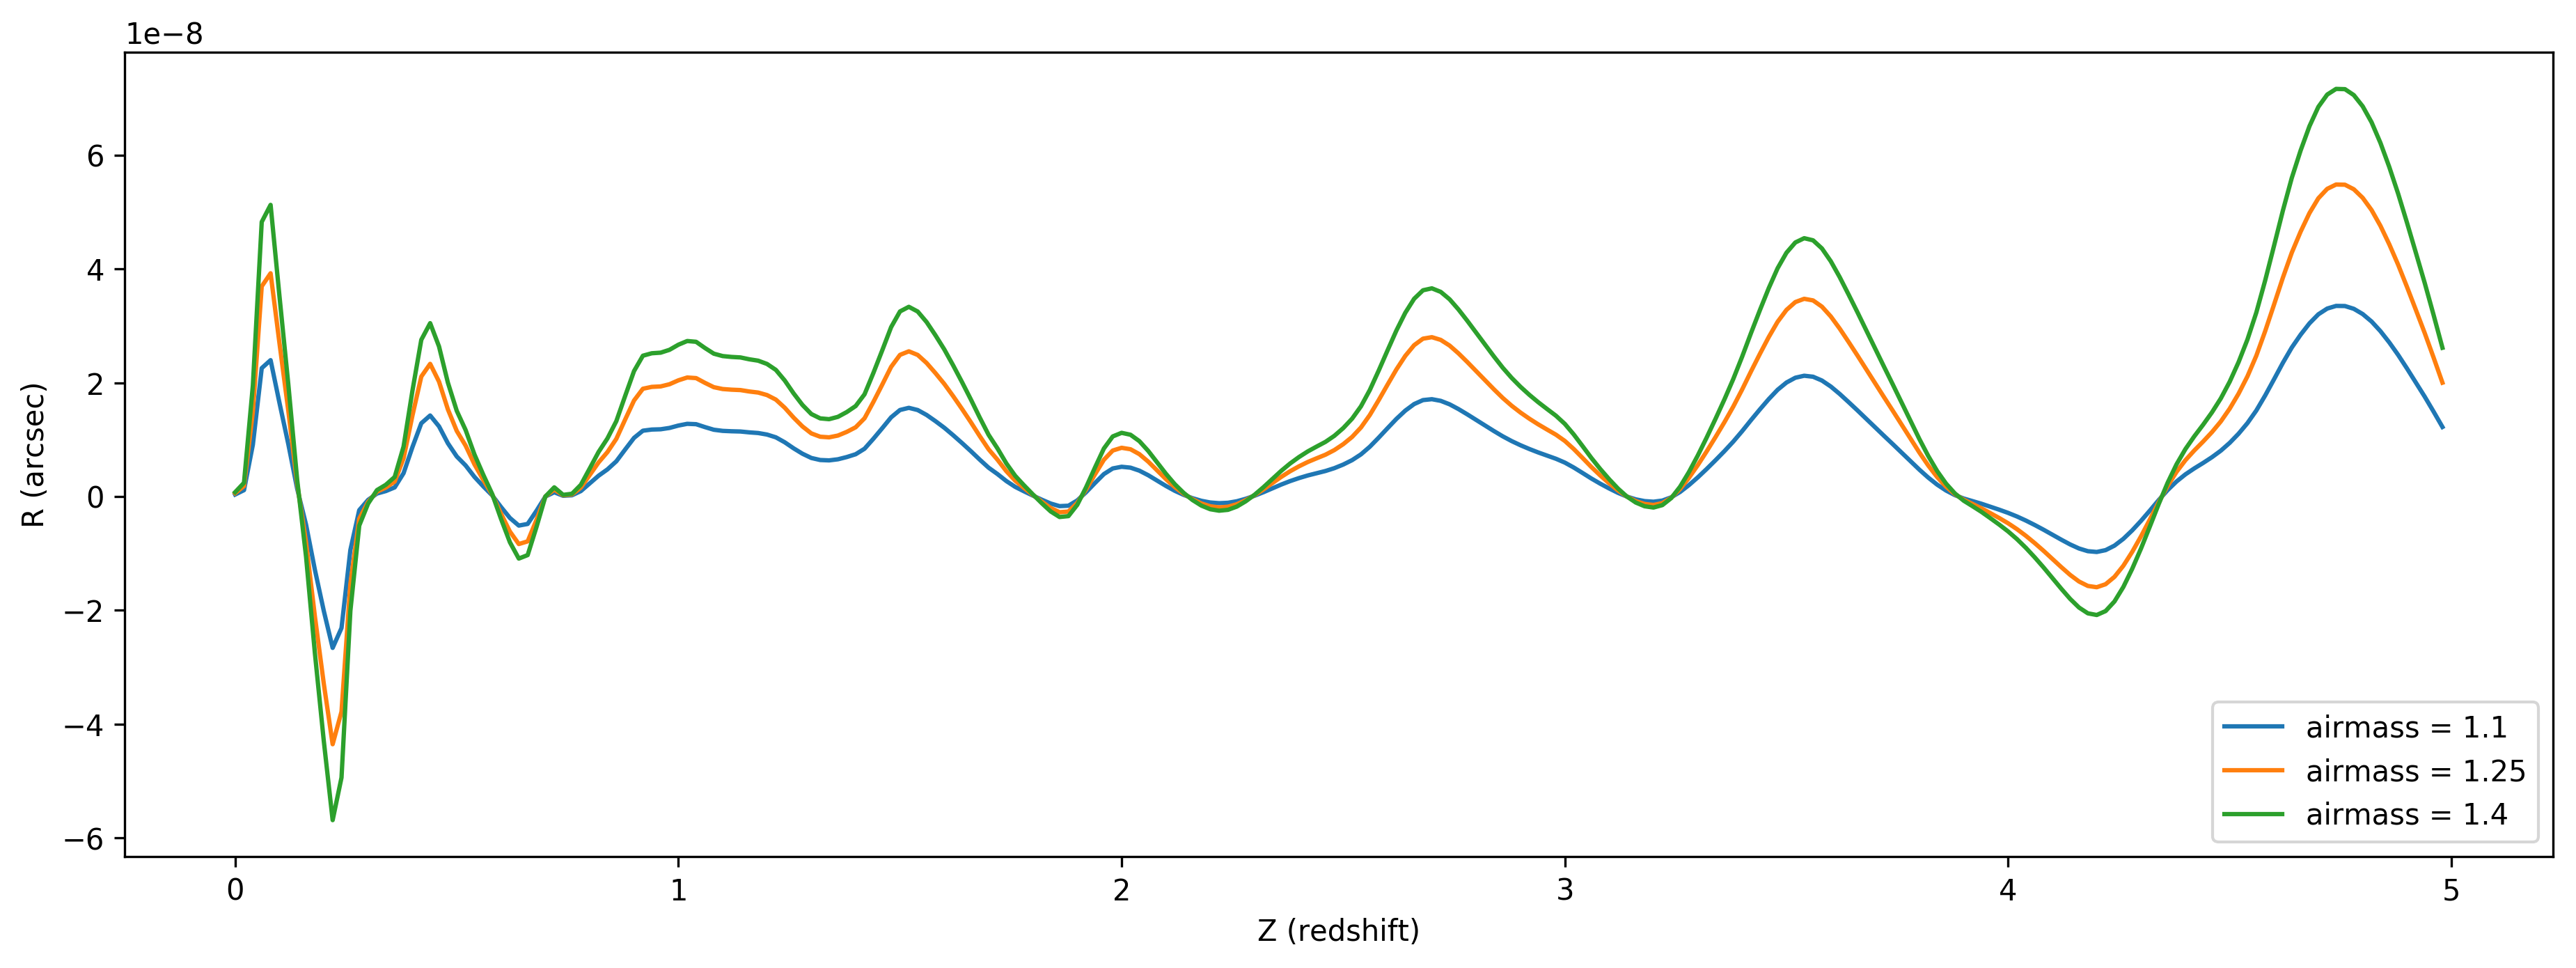 1e−8
6
4
2
0
−2
−4
−6
R (arcsec)
0 1 2 3 4 5
Z (redshift)
airmass = 1.1
airmass = 1.25
airmass = 1.4